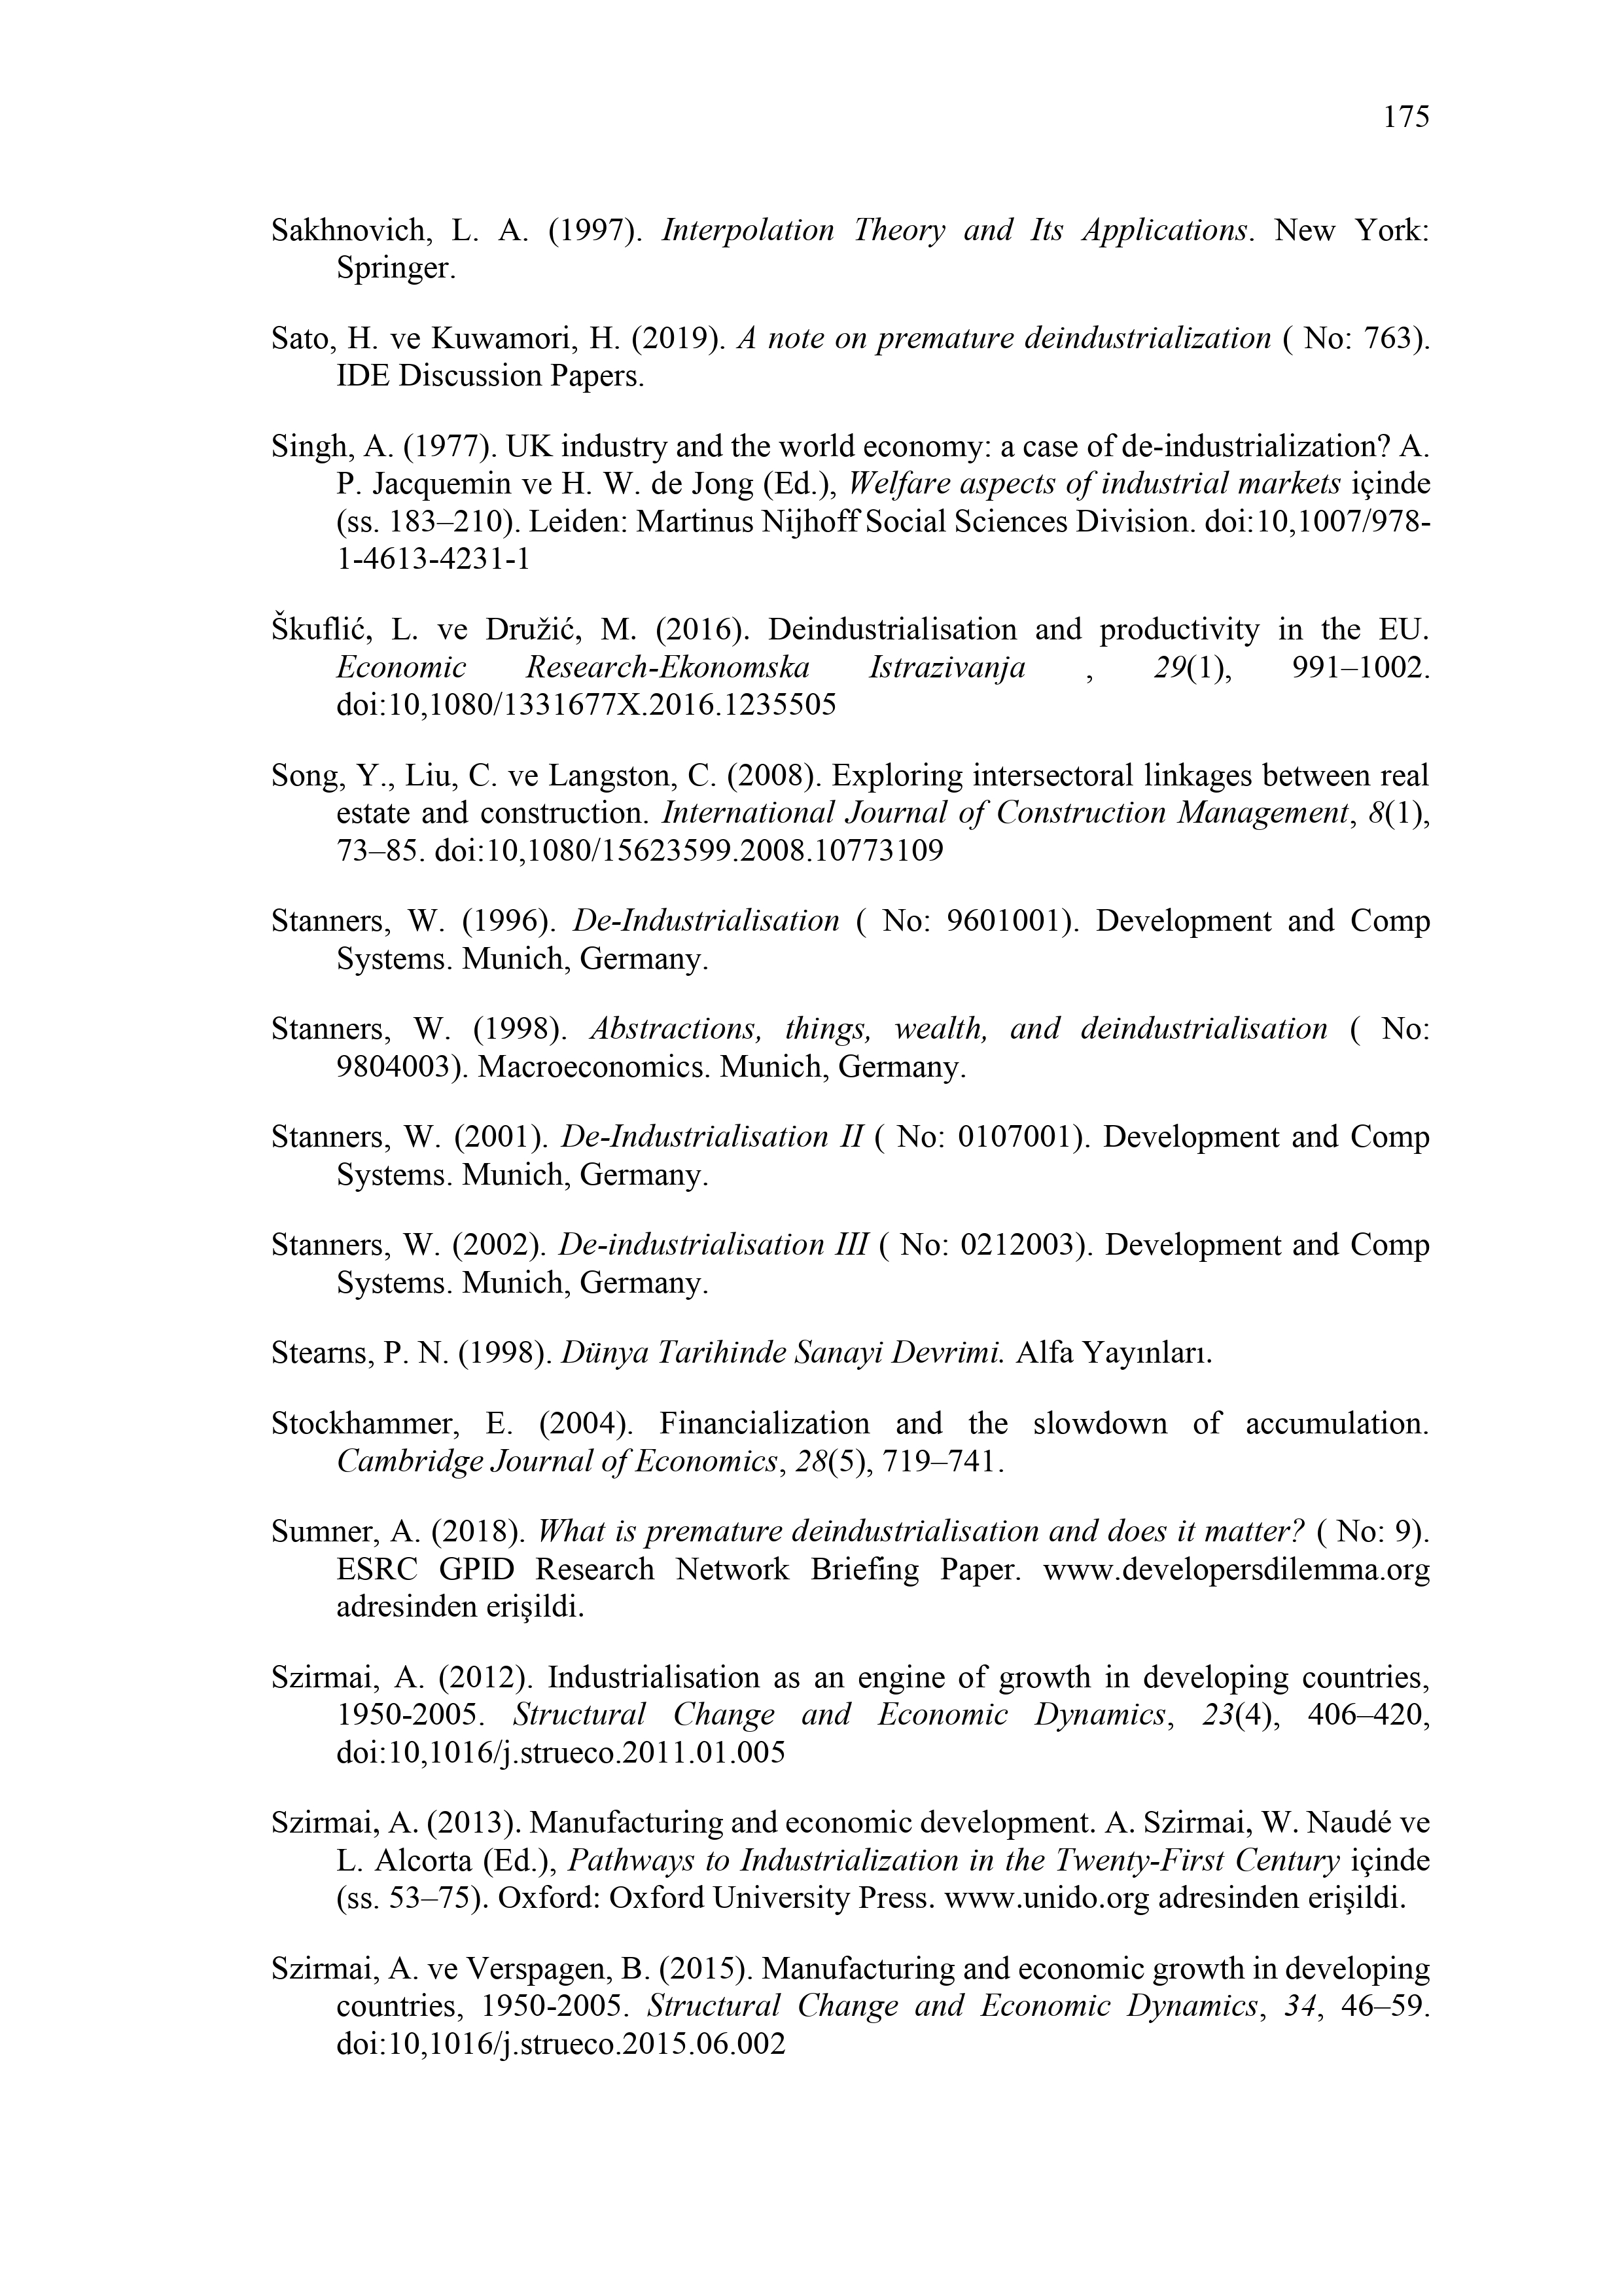 175
Sakhnovich, L. A. (1997). Interpolation Theory and Its Applications. New York:
Springer.
Sato, H. ve Kuwamori, H. (2019). A note on premature deindustrialization ( No: 763).
IDE Discussion Papers.
Singh, A. (1977). UK industry and the world economy: a case of de-industrialization? A.
P. Jacquemin ve H. W. de Jong (Ed.), Welfare aspects of industrial markets içinde
(ss. 183–210). Leiden: Martinus Nijhoff Social Sciences Division. doi:10,1007/978-
1-4613-4231-1
Škuflić, L. ve Družić, M. (2016). Deindustrialisation and productivity in the EU.
Economic Research-Ekonomska Istrazivanja , 29(1), 991–1002.
doi:10,1080/1331677X.2016.1235505
Song, Y., Liu, C. ve Langston, C. (2008). Exploring intersectoral linkages between real
estate and construction. International Journal of Construction Management, 8(1),
73–85. doi:10,1080/15623599.2008.10773109
Stanners, W. (1996). De-Industrialisation ( No: 9601001). Development and Comp
Systems. Munich, Germany.
Stanners, W. (1998). Abstractions, things, wealth, and deindustrialisation ( No:
9804003). Macroeconomics. Munich, Germany.
Stanners, W. (2001). De-Industrialisation II ( No: 0107001). Development and Comp
Systems. Munich, Germany.
Stanners, W. (2002). De-industrialisation III ( No: 0212003). Development and Comp
Systems. Munich, Germany.
Stearns, P. N. (1998). Dünya Tarihinde Sanayi Devrimi. Alfa Yayınları.
Stockhammer, E. (2004). Financialization and the slowdown of accumulation.
Cambridge Journal of Economics, 28(5), 719–741.
Sumner, A. (2018). What is premature deindustrialisation and does it matter? ( No: 9).
ESRC GPID Research Network Briefing Paper. www.developersdilemma.org
adresinden erişildi.
Szirmai, A. (2012). Industrialisation as an engine of growth in developing countries,
1950-2005. Structural Change and Economic Dynamics, 23(4), 406–420,
doi:10,1016/j.strueco.2011.01.005
Szirmai, A. (2013). Manufacturing and economic development. A. Szirmai, W. Naudé ve
L. Alcorta (Ed.), Pathways to Industrialization in the Twenty-First Century içinde
(ss. 53–75). Oxford: Oxford University Press. www.unido.org adresinden erişildi.
Szirmai, A. ve Verspagen, B. (2015). Manufacturing and economic growth in developing
countries, 1950-2005. Structural Change and Economic Dynamics, 34, 46–59.
doi:10,1016/j.strueco.2015.06.002